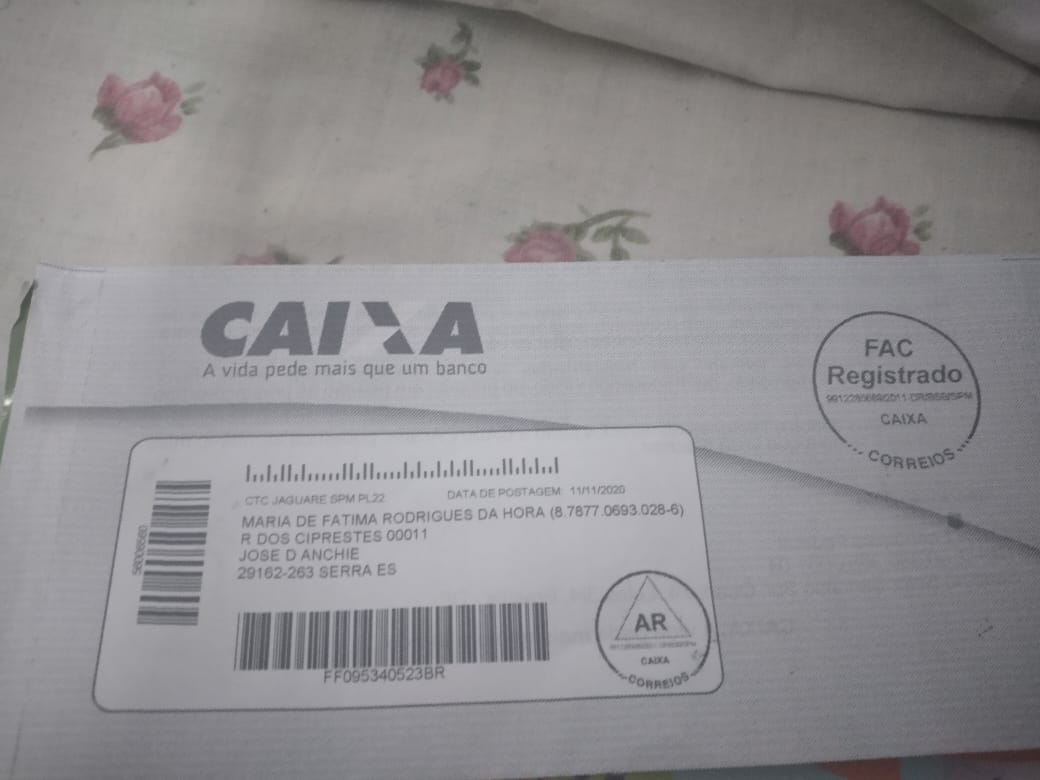 CAIXA
A vida pede mais que um banco
FAC
Registrado
CAIXA
CORREIOS
CTC JAGUARE SPM PL22 DATA DE POSTAGEM: 11/11/2020
MARIA DE FATIMA RODRIGUES DA HORA (8.7877.0693.028-6)
R DOS CIPRESTES 00011
JOSE D ANCHIE
29162-263 SERRA ES
FF095340523BR
AR
CAIXA
CORREIOS